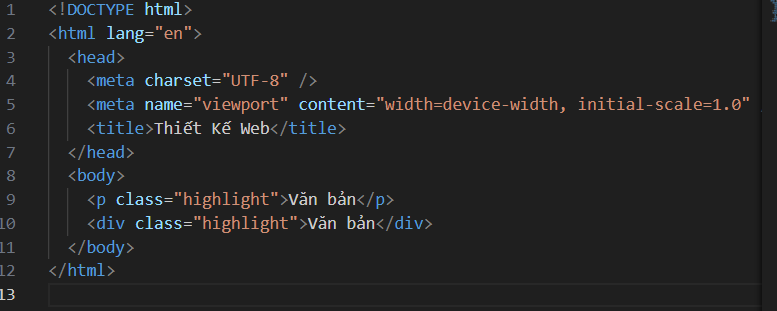 1 <!DOCTYPE html>
2 <html lang="en">
3 <head>
4 <meta charset="UTF-8" />
5 <meta name="viewport" content="width=device-width, initial-scale=1.0" /
6 <title>Thiết Kế Web</title>
7 </head>
8 <body>
9 <p class="highlight">Văn bản</p>
10 <div class="highlight">Văn bản</div>
11 </body>
12 </html>
13